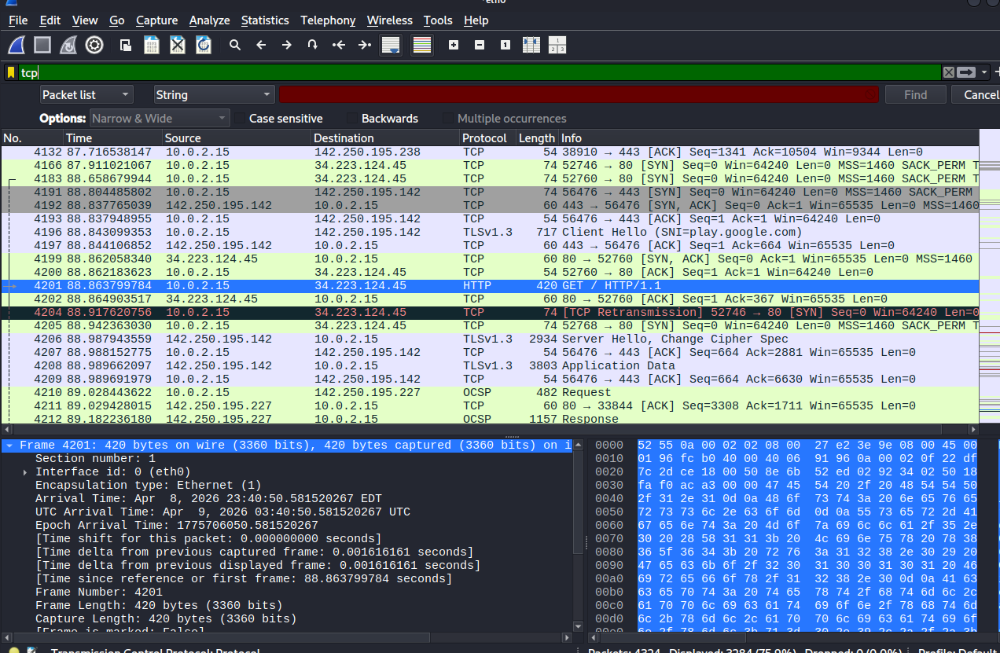 File Edit View Go Capture Analyze Statistics Telephony Wireless Tools Help
tcp
Packet list String Find Cancel
Options: Narrow & Wide Case sensitive Backwards Multiple occurrences
No. Time Source Destination Protocol Length Info
4132 87.716538147 10.0.2.15 142.250.195.238 TCP 54 38910 → 443 [ACK] Seq=1341 Ack=10504 Win=9344 Len=0
4166 87.911021067 10.0.2.15 34.223.124.45 TCP 74 52746 → 80 [SYN] Seq=0 Win=64240 Len=0 MSS=1460 SACK_PERM T
4183 88.658679944 10.0.2.15 34.223.124.45 TCP 74 52760 → 80 [SYN] Seq=0 Win=64240 Len=0 MSS=1460 SACK_PERM T
4191 88.804485802 10.0.2.15 142.250.195.142 TCP 74 56476 → 443 [SYN] Seq=0 Win=64240 Len=0 MSS=1460 SACK_PERM
4192 88.837765039 142.250.195.142 10.0.2.15 TCP 60 443 → 56476 [SYN, ACK] Seq=0 Ack=1 Win=65535 Len=0 MSS=1460
4193 88.837948955 10.0.2.15 142.250.195.142 TCP 54 56476 → 443 [ACK] Seq=1 Ack=1 Win=64240 Len=0
4196 88.843099353 10.0.2.15 142.250.195.142 TLSv1.3 717 Client Hello (SNI=play.google.com)
4197 88.844106852 142.250.195.142 10.0.2.15 TCP 60 443 → 56476 [ACK] Seq=1 Ack=664 Win=65535 Len=0
4199 88.862058340 34.223.124.45 10.0.2.15 TCP 60 80 → 52760 [SYN, ACK] Seq=0 Ack=1 Win=65535 Len=0 MSS=1460
4200 88.862183623 10.0.2.15 34.223.124.45 TCP 54 52760 → 80 [ACK] Seq=1 Ack=1 Win=64240 Len=0
4201 88.863799784 10.0.2.15 34.223.124.45 HTTP 420 GET / HTTP/1.1
4202 88.864903517 34.223.124.45 10.0.2.15 TCP 60 80 → 52760 [ACK] Seq=1 Ack=367 Win=65535 Len=0
4204 88.917620756 10.0.2.15 34.223.124.45 TCP 74 [TCP Retransmission] 52746 → 80 [SYN] Seq=0 Win=64240 Len=0
4205 88.942363030 10.0.2.15 34.223.124.45 TCP 74 52768 → 80 [SYN] Seq=0 Win=64240 Len=0 MSS=1460 SACK_PERM T
4206 88.987943559 142.250.195.142 10.0.2.15 TLSv1.3 2934 Server Hello, Change Cipher Spec
4207 88.988152775 10.0.2.15 142.250.195.142 TCP 54 56476 → 443 [ACK] Seq=664 Ack=2881 Win=65535 Len=0
4208 88.989662097 142.250.195.142 10.0.2.15 TLSv1.3 3803 Application Data
4209 88.989691979 10.0.2.15 142.250.195.142 TCP 54 56476 → 443 [ACK] Seq=664 Ack=6630 Win=65535 Len=0
4210 89.028443622 10.0.2.15 142.250.195.227 OCSP 482 Request
4211 89.029428015 142.250.195.227 10.0.2.15 TCP 60 80 → 33844 [ACK] Seq=3308 Ack=1711 Win=65535 Len=0
4212 89.182236180 142.250.195.227 10.0.2.15 OCSP 1157 Response
Frame 4201: 420 bytes on wire (3360 bits), 420 bytes captured (3360 bits) on i
Section number: 1
Interface id: 0 (eth0)
Encapsulation type: Ethernet (1)
Arrival Time: Apr  8, 2026 23:40:50.581520267 EDT
UTC Arrival Time: Apr  9, 2026 03:40:50.581520267 UTC
Epoch Arrival Time: 1775706050.581520267
[Time shift for this packet: 0.000000000 seconds]
[Time delta from previous captured frame: 0.001616161 seconds]
[Time delta from previous displayed frame: 0.001616161 seconds]
[Time since reference or first frame: 88.863799784 seconds]
Frame Number: 4201
Frame Length: 420 bytes (3360 bits)
Capture Length: 420 bytes (3360 bits)
[Frame is marked: False]
0000 52 55 0a 00 02 02 08 00 27 e2 3e 9e 08 00 45 00
0010 01 96 fc b0 40 00 40 06 91 96 0a 00 02 0f 22 df
0020 7c 2d ce 18 00 50 8e 6b 52 ed 02 92 34 02 50 18
0030 fa f0 ac a3 00 00 47 45 54 20 2f 20 48 54 54 50
0040 2f 31 2e 31 0d 0a 48 6f 73 74 3a 20 6e 65 76 65
0050 72 73 73 6c 2e 63 6f 6d 0d 0a 55 73 65 72 2d 41
0060 67 65 6e 74 3a 20 4d 6f 7a 69 6c 6c 61 2f 35 2e
0070 30 20 28 58 31 31 3b 20 4c 69 6e 75 78 20 78 38
0080 36 5f 36 34 3b 20 72 76 3a 31 32 38 2e 30 29 20
0090 47 65 63 6b 6f 2f 32 30 31 30 30 31 30 31 20 46
00a0 69 72 65 66 6f 78 2f 31 32 38 2e 30 0d 0a 41 63
00b0 63 65 70 74 3a 20 74 65 78 74 2f 68 74 6d 6c 2c
00c0 61 70 70 6c 69 63 61 74 69 6f 6e 2f 78 68 74 6d
00d0 6c 2b 78 6d 6c 2c 61 70 70 6c 69 63 61 74 69 6f
Transmission Control Protocol: Protocol Packets: 4324 Displayed: 3284 (75.9%) Dropped: 0 (0.0%) Profile: Default